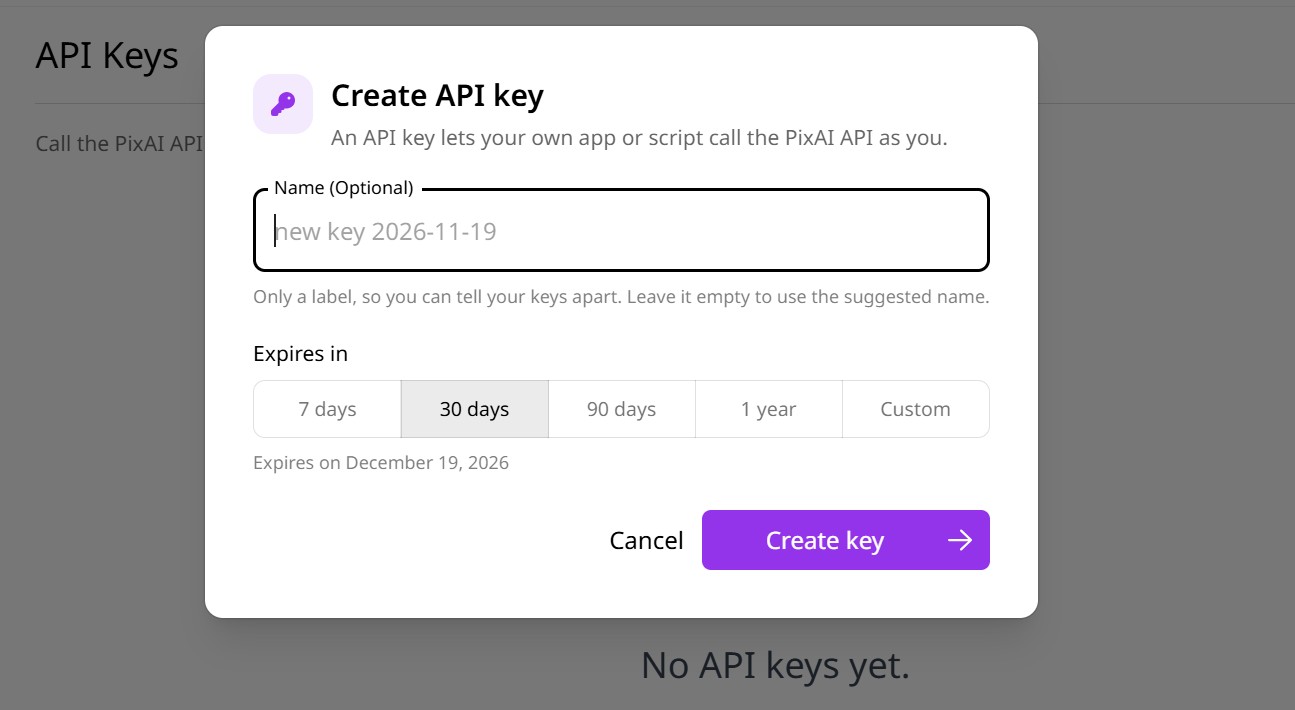 API Keys
Call the PixAI API
Create API key
An API key lets your own app or script call the PixAI API as you.
Name (Optional)
new key 2026-11-19
Only a label, so you can tell your keys apart. Leave it empty to use the suggested name.
Expires in
7 days
30 days
90 days
1 year
Custom
Expires on December 19, 2026
Cancel
Create key
No API keys yet.